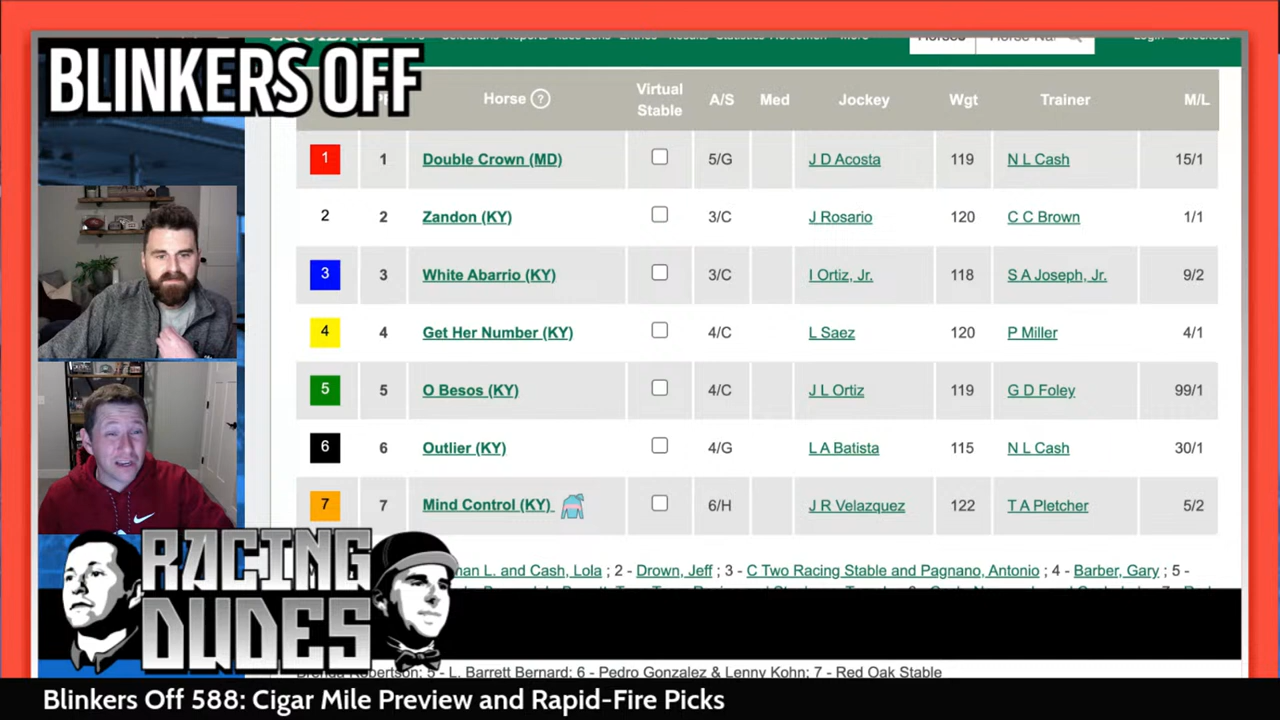 BLINKERS OFF
Horse ? Virtual Stable A/S Med Jockey Wgt Trainer M/L
1 1 Double Crown (MD) 5/G J D Acosta 119 N L Cash 15/1
2 2 Zandon (KY) 3/C J Rosario 120 C C Brown 1/1
3 3 White Abarrio (KY) 3/C I Ortiz, Jr. 118 S A Joseph, Jr. 9/2
4 4 Get Her Number (KY) 4/C L Saez 120 P Miller 4/1
5 5 O Besos (KY) 4/C J L Ortiz 119 G D Foley 99/1
6 6 Outlier (KY) 4/G L A Batista 115 N L Cash 30/1
7 7 Mind Control (KY) 6/H J R Velazquez 122 T A Pletcher 5/2
man L. and Cash, Lola ; 2 - Drown, Jeff ; 3 - C Two Racing Stable and Pagnano, Antonio ; 4 - Barber, Gary ; 5 -
RACING
DUDES
Brenda Robertson; 5 - L. Barrett Bernard; 6 - Pedro Gonzalez & Lenny Kohn; 7 - Red Oak Stable
Blinkers Off 588: Cigar Mile Preview and Rapid-Fire Picks